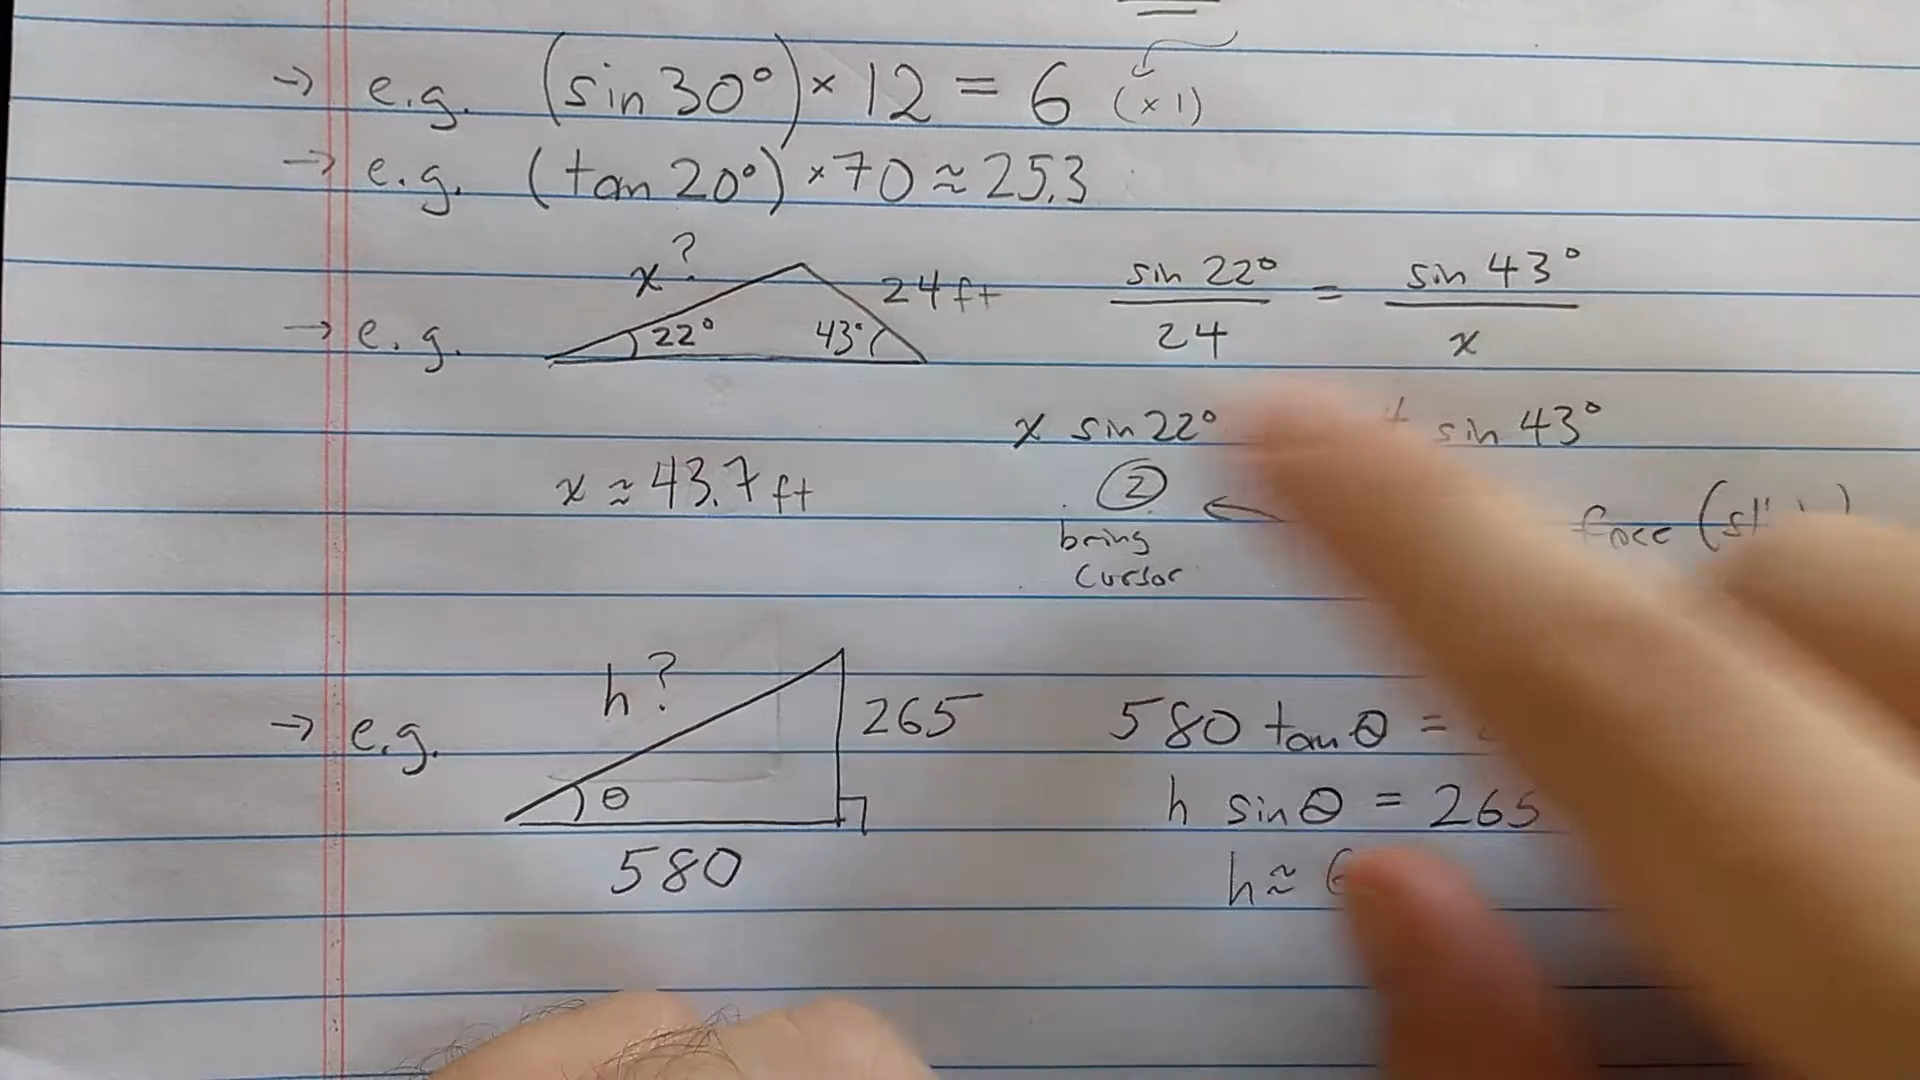 → e.g. (sin 30°) × 12 = 6 (× 1)
→ e.g. (tan 20°) × 70 ≈ 25.3
x? 24 ft
→ e.g. 22° 43°
sin 22° / 24 = sin 43° / x
x sin 22° sin 43°
x ≈ 43.7 ft
② ←
bring
cursor
h? 265
→ e.g. θ
580
580 tan θ =
h sin θ = 265
h ≈ 6